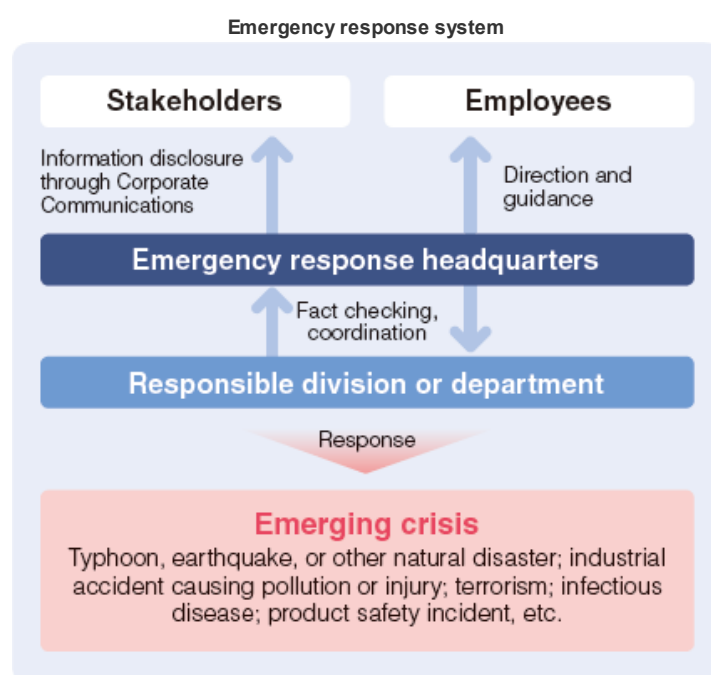 Emergency response system
Stakeholders
Employees
Information disclosure
through Corporate
Communications
Direction and
guidance
Emergency response headquarters
Fact checking,
coordination
Responsible division or department
Response
Emerging crisis
Typhoon, earthquake, or other natural disaster; industrial
accident causing pollution or injury; terrorism; infectious
disease; product safety incident, etc.